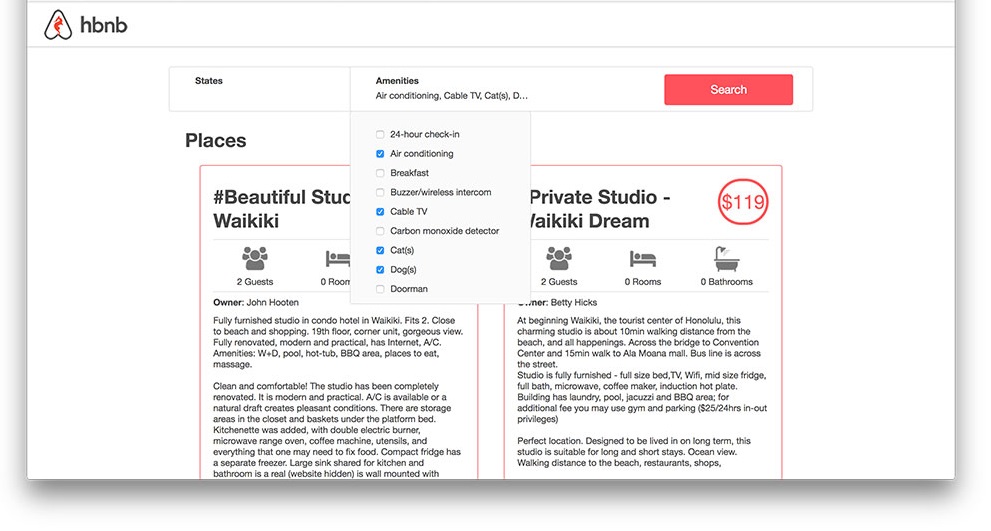 hbnb
States
Amenities
Air conditioning, Cable TV, Cat(s), D...
Search
Places
24-hour check-in
Air conditioning
Breakfast
Buzzer/wireless intercom
Cable TV
Carbon monoxide detector
Cat(s)
Dog(s)
Doorman
#Beautiful
Waikiki
2 Guests
0
Owner: John Hooten
Fully furnished studio in condo hotel in Waikiki. Fits 2. Close
to beach and shopping. 19th floor, corner unit, gorgeous view.
Fully renovated, modern and practical, has Internet, A/C.
Amenities: W+D, pool, hot-tub, BBQ area, places to eat,
massage.
Clean and comfortable! The studio has been completely
renovated. It is modern and practical. A/C is available or a
natural draft creates pleasant conditions. There are storage
areas in the closet and baskets under the platform bed.
Kitchenette was added, with double electric burner,
microwave range oven, coffee machine, utensils, and
everything that one may need to fix food. Compact fridge has
a separate freezer. Large sink shared for kitchen and
bathroom is a real (website hidden) is wall mounted with
Private Studio -
Dream
$119
2 Guests
0 Rooms
0 Bathrooms
Betty Hicks
At beginning Waikiki, the tourist center of Honolulu, this
charming studio is about 10min walking distance from the
beach, and all happenings. Across the bridge to Convention
Center and 15min walk to Ala Moana mall. Bus line is across
the street.
Studio is fully furnished - full size bed,TV, Wifi, mid size fridge,
full bath, microwave, coffee maker, induction hot plate.
Building has laundry, pool, jacuzzi and BBQ area; for
additional fee you may use gym and parking ($25/24hrs in-out
privileges)
Perfect location. Designed to be lived in on long term, this
studio is suitable for long and short stays. Ocean view.
Walking distance to the beach, restaurants, shops,